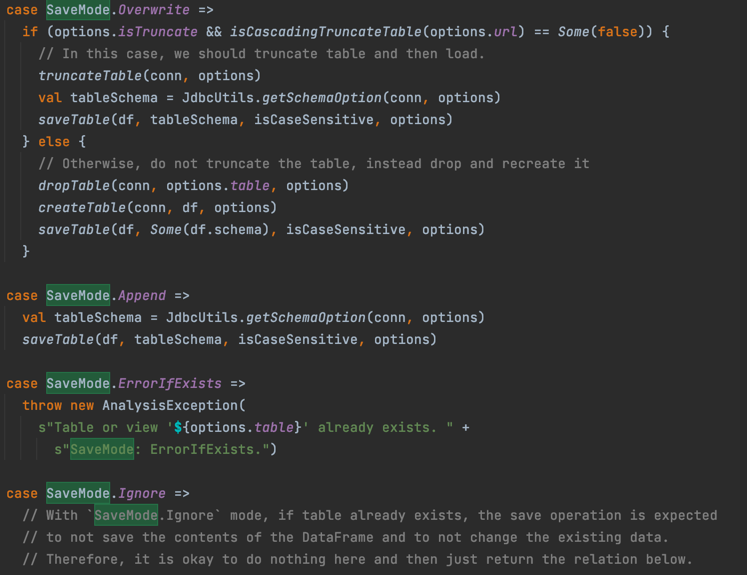 case SaveMode.Overwrite =>
if (options.isTruncate && isCascadingTruncateTable(options.url) == Some(false)) {
// In this case, we should truncate table and then load.
truncateTable(conn, options)
val tableSchema = JdbcUtils.getSchemaOption(conn, options)
saveTable(df, tableSchema, isCaseSensitive, options)
} else {
// Otherwise, do not truncate the table, instead drop and recreate it
dropTable(conn, options.table, options)
createTable(conn, df, options)
saveTable(df, Some(df.schema), isCaseSensitive, options)
}
case SaveMode.Append =>
val tableSchema = JdbcUtils.getSchemaOption(conn, options)
saveTable(df, tableSchema, isCaseSensitive, options)
case SaveMode.ErrorIfExists =>
throw new AnalysisException(
s"Table or view '${options.table}' already exists. " +
s"SaveMode: ErrorIfExists.")
case SaveMode.Ignore =>
// With `SaveMode.Ignore` mode, if table already exists, the save operation is expected
// to not save the contents of the DataFrame and to not change the existing data.
// Therefore, it is okay to do nothing here and then just return the relation below.